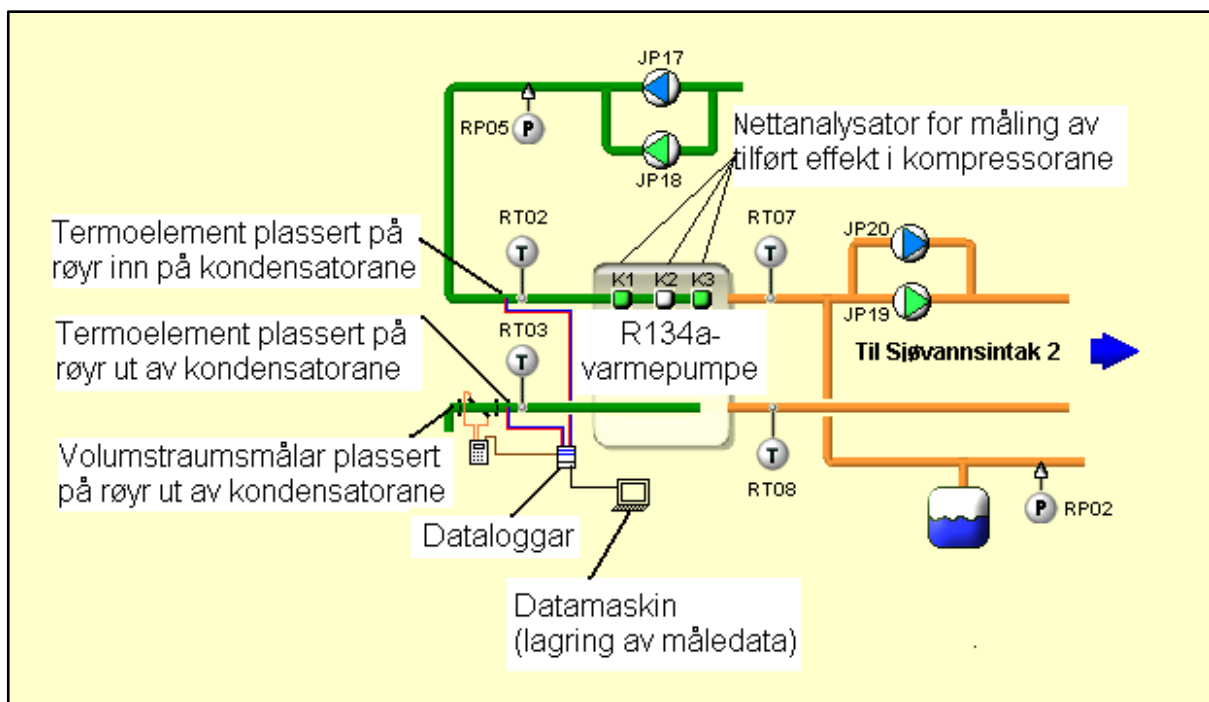 JP17
RP05
P
JP18
Nettanalysator for måling av
tilført effekt i kompressorane
Termoelement plassert på
røyr inn på kondensatorane
RT02
T
RT07
T
JP20
K1
K2
K3
JP19
R134a-
varmepumpe
Termoelement plassert på
røyr ut av kondensatorane
RT03
T
Til Sjøvannsintak 2
Volumstraumsmålar plassert
på røyr ut av kondensatorane
T
RT08
P
RP02
Dataloggar
Datamaskin
(lagring av måledata)